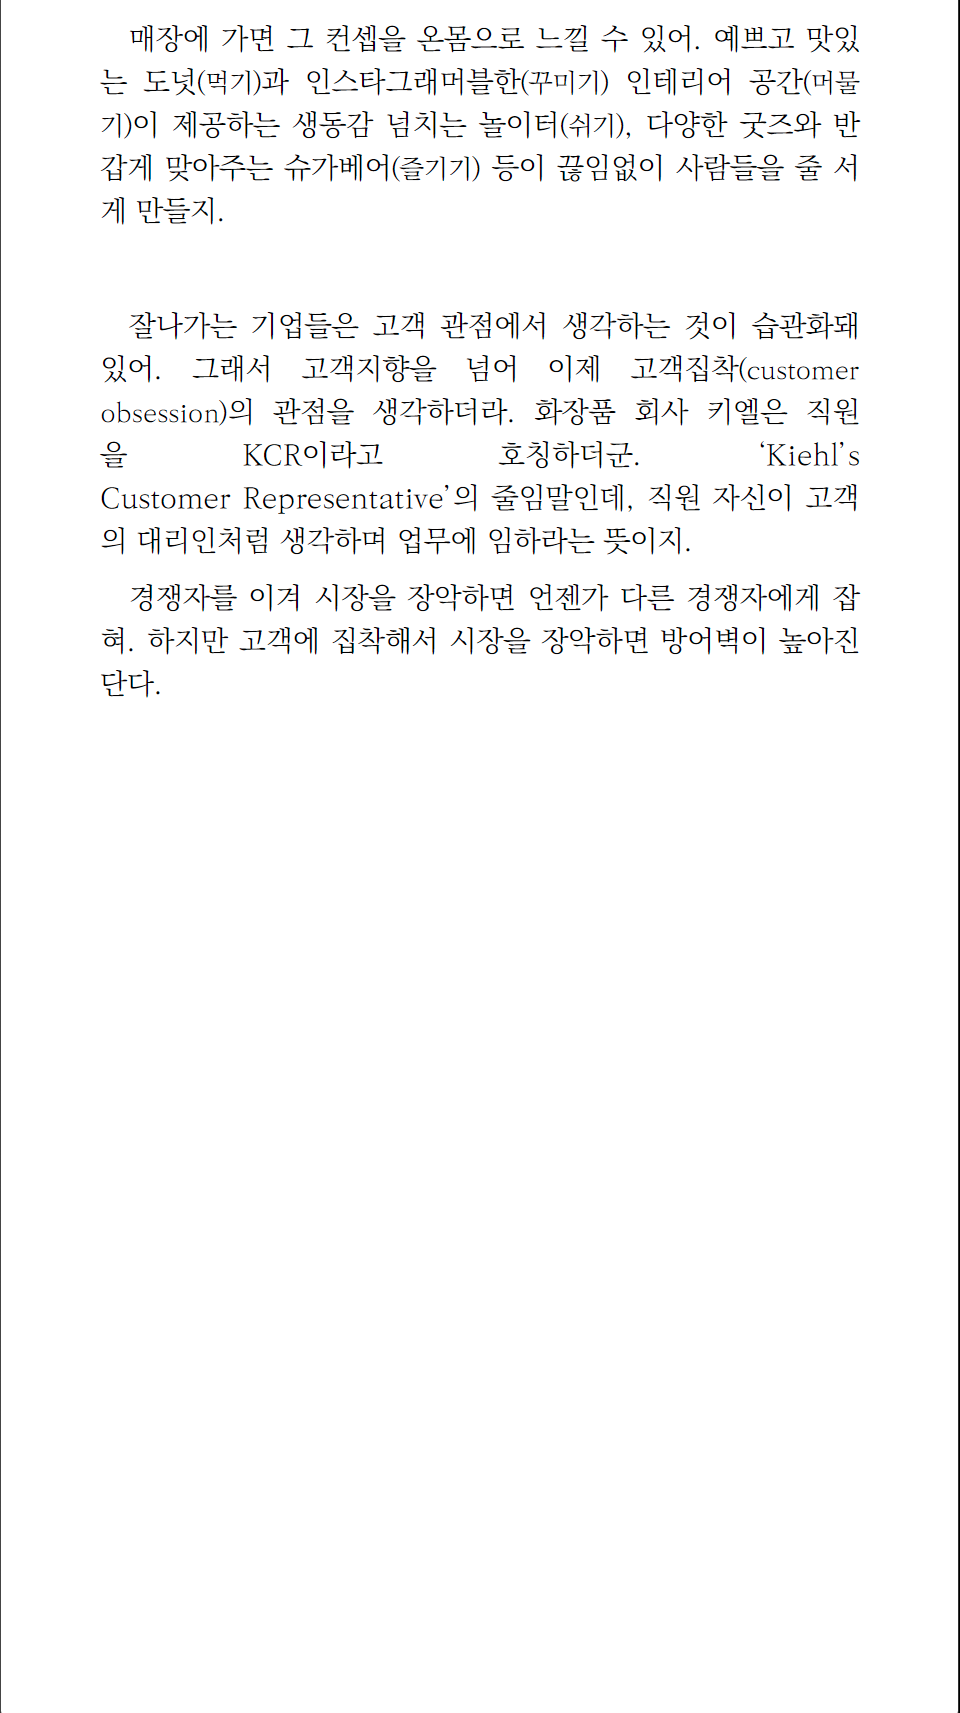 매장에 가면 그 컨셉을 온몸으로 느낄 수 있어. 예쁘고 맛있
는 도넛(먹기)과 인스타그래머블한(꾸미기) 인테리어 공간(머물
기)이 제공하는 생동감 넘치는 놀이터(쉬기), 다양한 굿즈와 반
갑게 맞아주는 슈가베어(즐기기) 등이 끊임없이 사람들을 줄 서
게 만들지.
잘나가는 기업들은 고객 관점에서 생각하는 것이 습관화돼
있어. 그래서 고객지향을 넘어 이제 고객집착(customer
obsession)의 관점을 생각하더라. 화장품 회사 키엘은 직원
을 KCR이라고 호칭하더군. ‘Kiehl’s
Customer Representative’의 줄임말인데, 직원 자신이 고객
의 대리인처럼 생각하며 업무에 임하라는 뜻이지.
경쟁자를 이겨 시장을 장악하면 언젠가 다른 경쟁자에게 잡
혀. 하지만 고객에 집착해서 시장을 장악하면 방어벽이 높아진
단다.